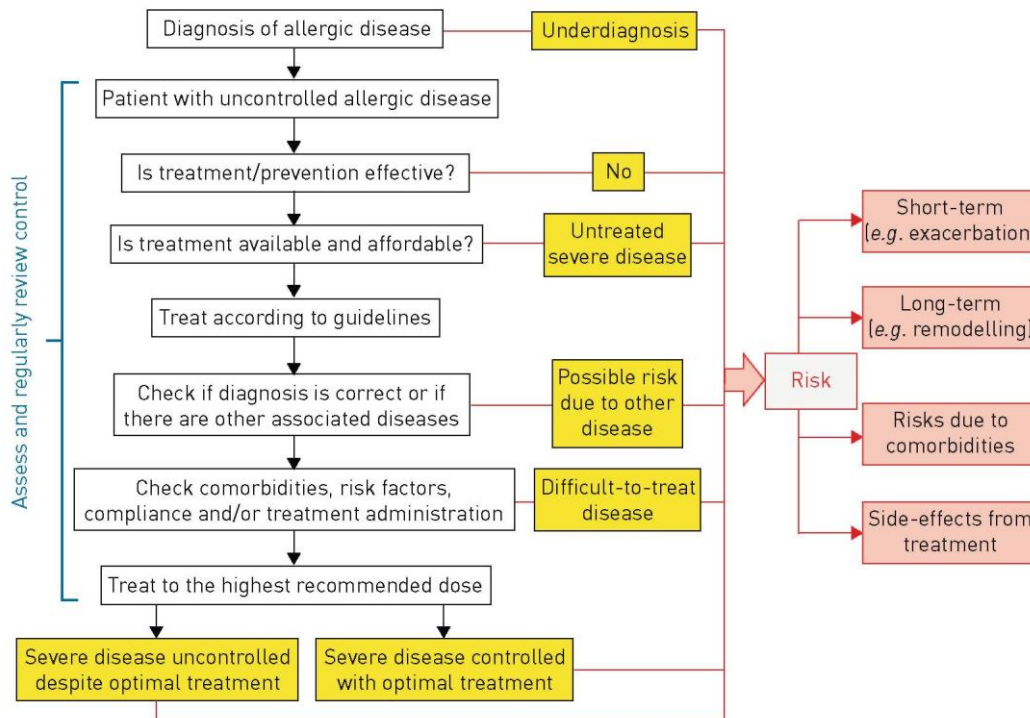 Diagnosis of allergic disease
Underdiagnosis
Patient with uncontrolled allergic disease
Is treatment/prevention effective?
No
Is treatment available and affordable?
Untreated
severe disease
Treat according to guidelines
Check if diagnosis is correct or if
there are other associated diseases
Possible risk
due to other
disease
Check comorbidities, risk factors,
compliance and/or treatment administration
Difficult-to-treat
disease
Treat to the highest recommended dose
Severe disease uncontrolled
despite optimal treatment
Severe disease controlled
with optimal treatment
Assess and regularly review control
Risk
Short-term
(e.g. exacerbation)
Long-term
(e.g. remodelling)
Risks due to
comorbidities
Side-effects from
treatment